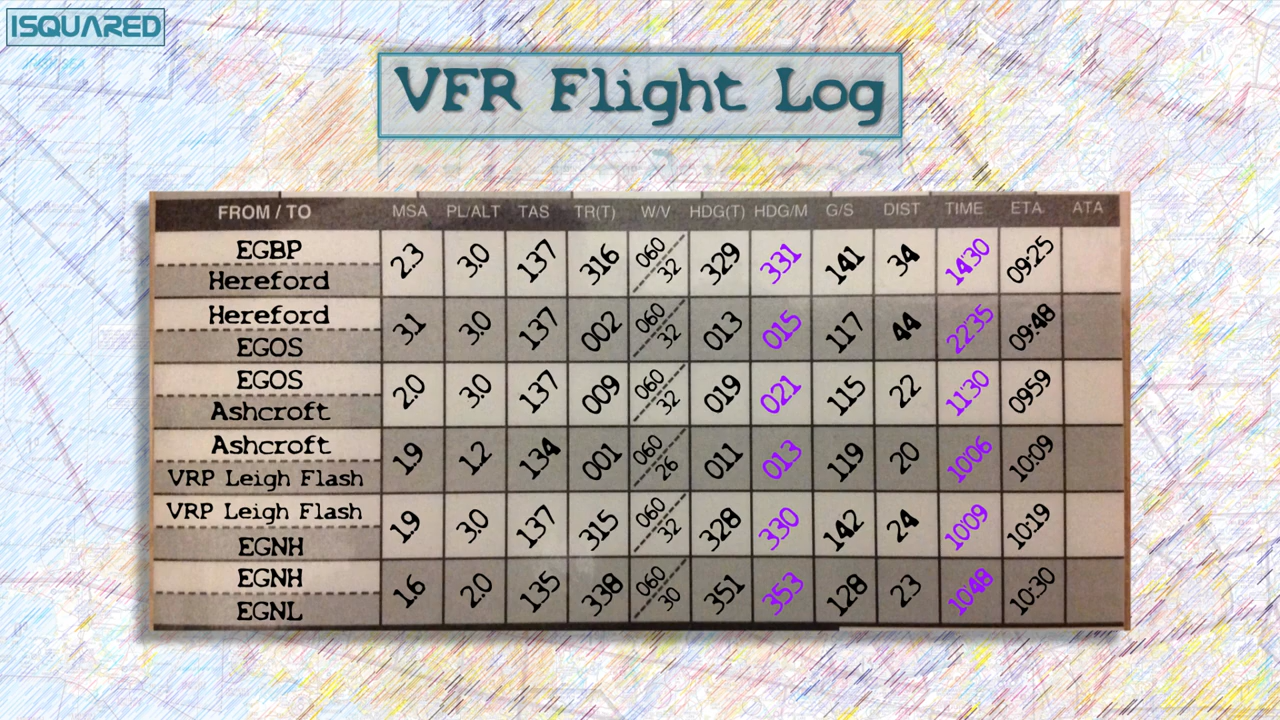 ISQUARED
VFR Flight Log
FROM / TO MSA PL/ALT TAS TR(T) W/V HDG(T) HDG/M G/S DIST TIME ETA. ATA
EGBP
Hereford
2.3 3.0 137 316 060 32 329 331 141 34 14'30 09:25
Hereford
EGOS
3.1 3.0 137 002 060 32 013 015 117 44 22'35 09:48
EGOS
Ashcroft
2.0 3.0 137 009 060 32 019 021 115 22 11'30 09:59
Ashcroft
VRP Leigh Flash
1.9 1.2 134 001 060 26 011 013 119 20 10'06 10:09
VRP Leigh Flash
EGNH
1.9 3.0 137 315 060 32 328 330 142 24 10'09 10:19
EGNH
EGNL
1.6 2.0 135 338 060 30 351 353 128 23 10'48 10:30